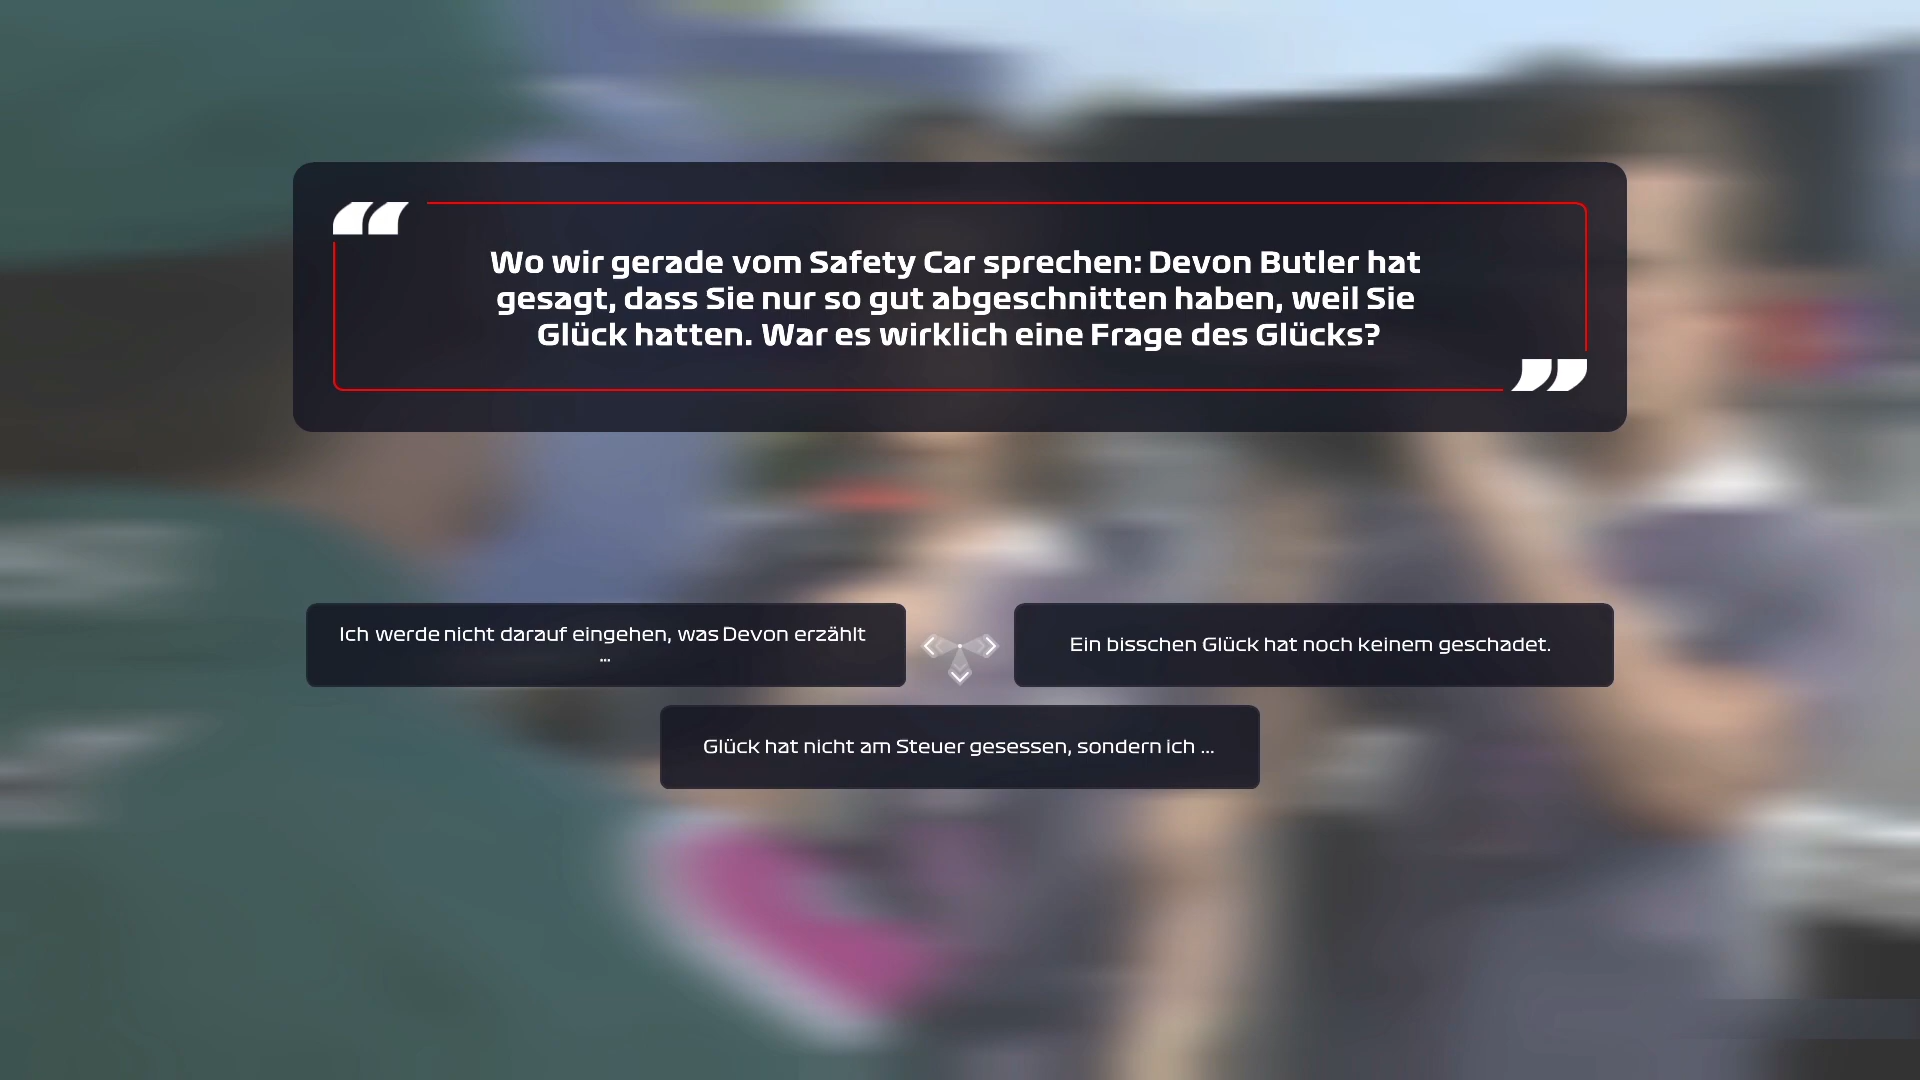 Wo wir gerade vom Safety Car sprechen: Devon Butler hat
gesagt, dass Sie nur so gut abgeschnitten haben, weil Sie
Glück hatten. War es wirklich eine Frage des Glücks?
Ich werde nicht darauf eingehen, was Devon erzählt
...
Ein bisschen Glück hat noch keinem geschadet.
Glück hat nicht am Steuer gesessen, sondern ich ...